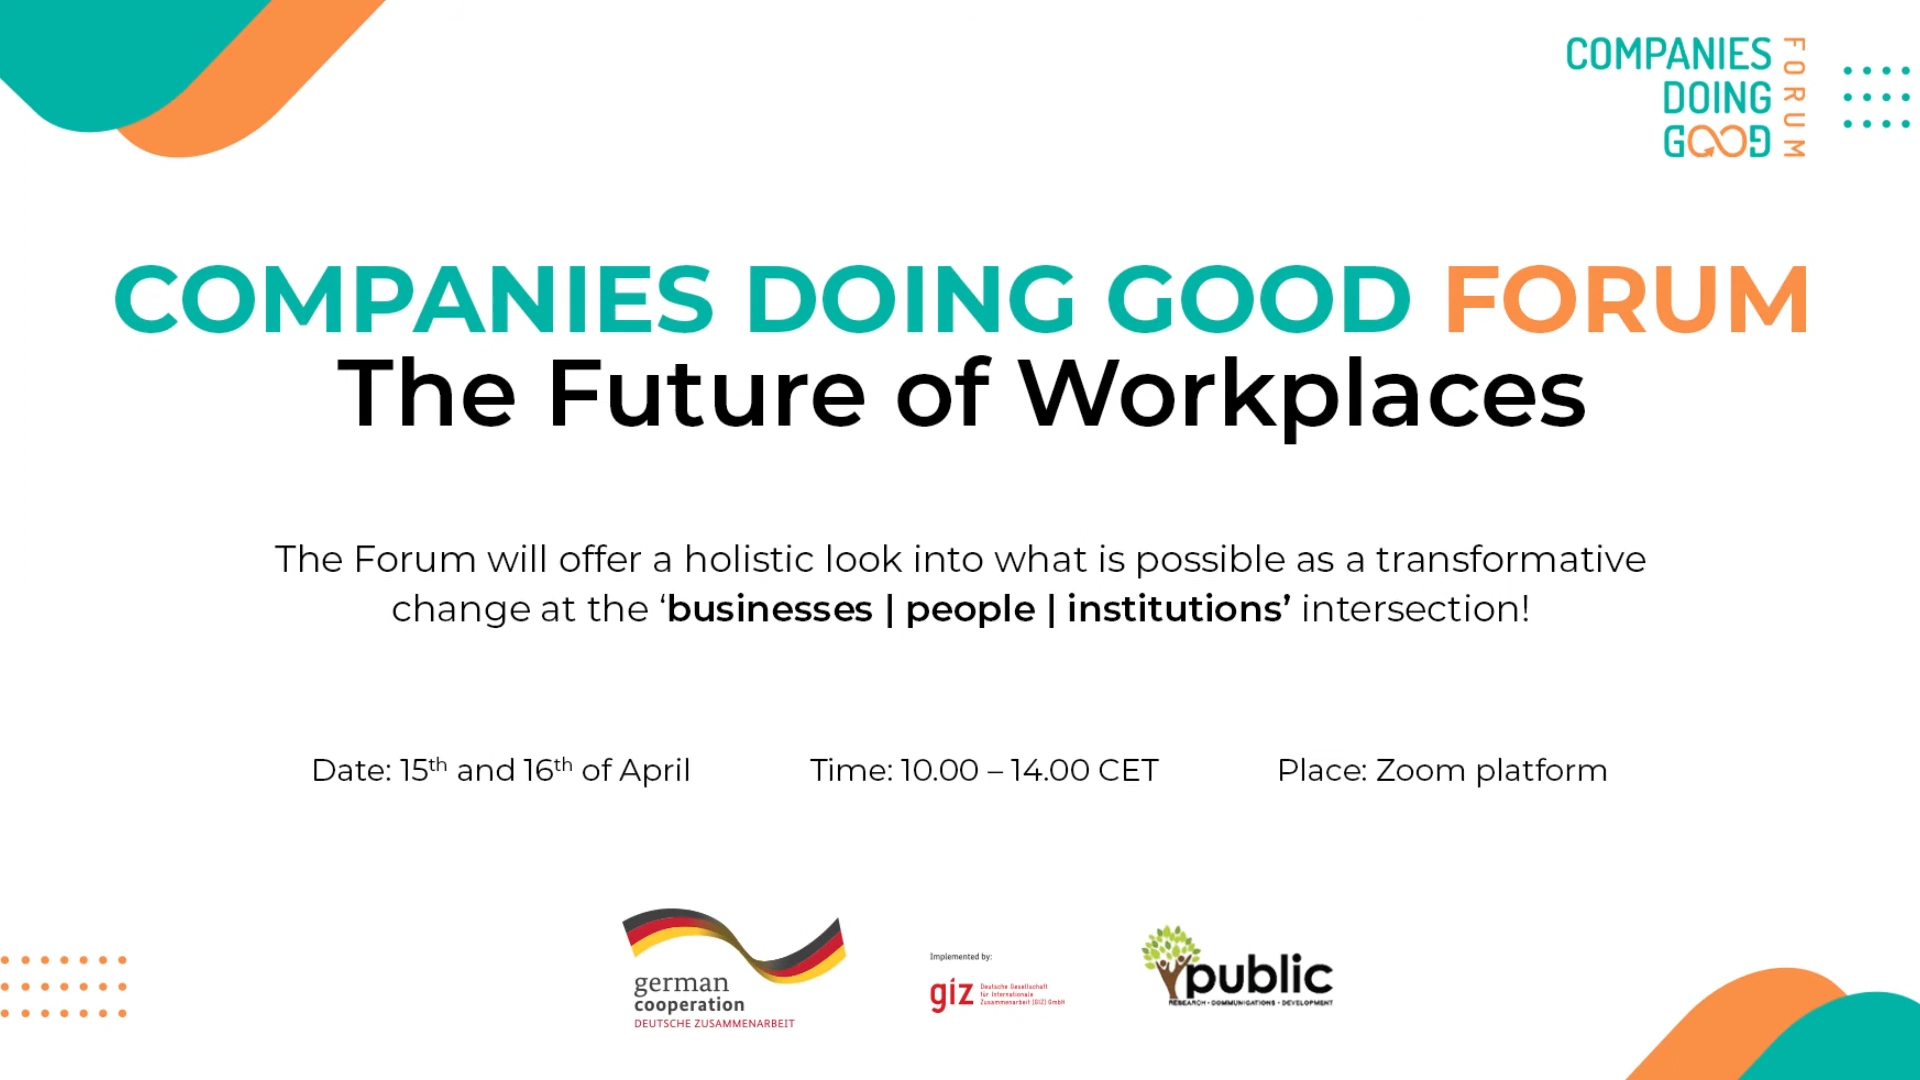 COMPANIES
DOING
GOOD
FORUM
COMPANIES DOING GOOD FORUM
The Future of Workplaces
The Forum will offer a holistic look into what is possible as a transformative
change at the ‘businesses | people | institutions’ intersection!
Date: 15th and 16th of April
Time: 10.00 – 14.00 CET
Place: Zoom platform
german
cooperation
DEUTSCHE ZUSAMMENARBEIT
Implemented by:
giz
Deutsche Gesellschaft
für Internationale
Zusammenarbeit (GIZ) GmbH
public
RESEARCH • COMMUNICATIONS • DEVELOPMENT